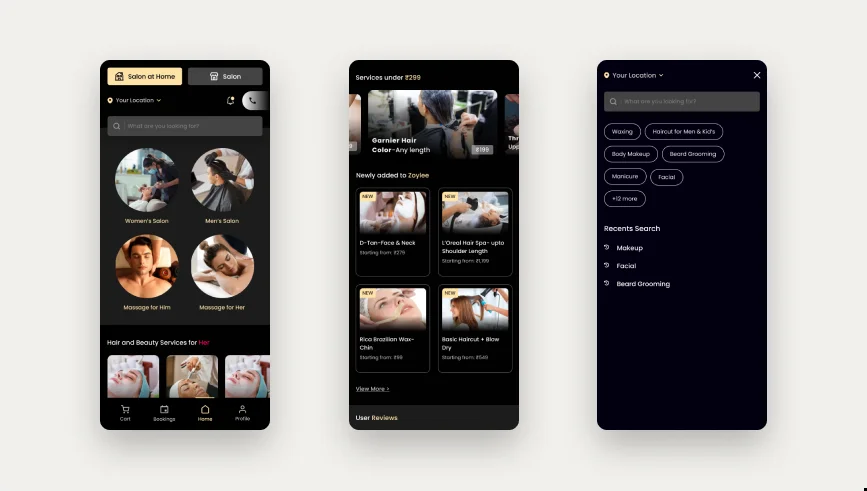 Salon at Home
Salon
Your Location
What are you looking for?
Women's Salon
Men's Salon
Massage for Him
Massage for Her
Hair and Beauty Services for Her
Cart
Bookings
Home
Profile
Services under ₹299
Garnier Hair
Color-Any length
₹199
Newly added to Zoylee
NEW
D-Tan-Face & Neck
Starting from: ₹279
NEW
L'Oreal Hair Spa- upto
Shoulder Length
Starting from: ₹1,199
NEW
Rica Brazilian Wax-
Chin
Starting from: ₹99
NEW
Basic Haircut + Blow
Dry
Starting from: ₹549
View More >
User Reviews
Your Location
What are you looking for?
Waxing
Haircut for Men & Kid's
Body Makeup
Beard Grooming
Manicure
Facial
+12 more
Recents Search
Makeup
Facial
Beard Grooming